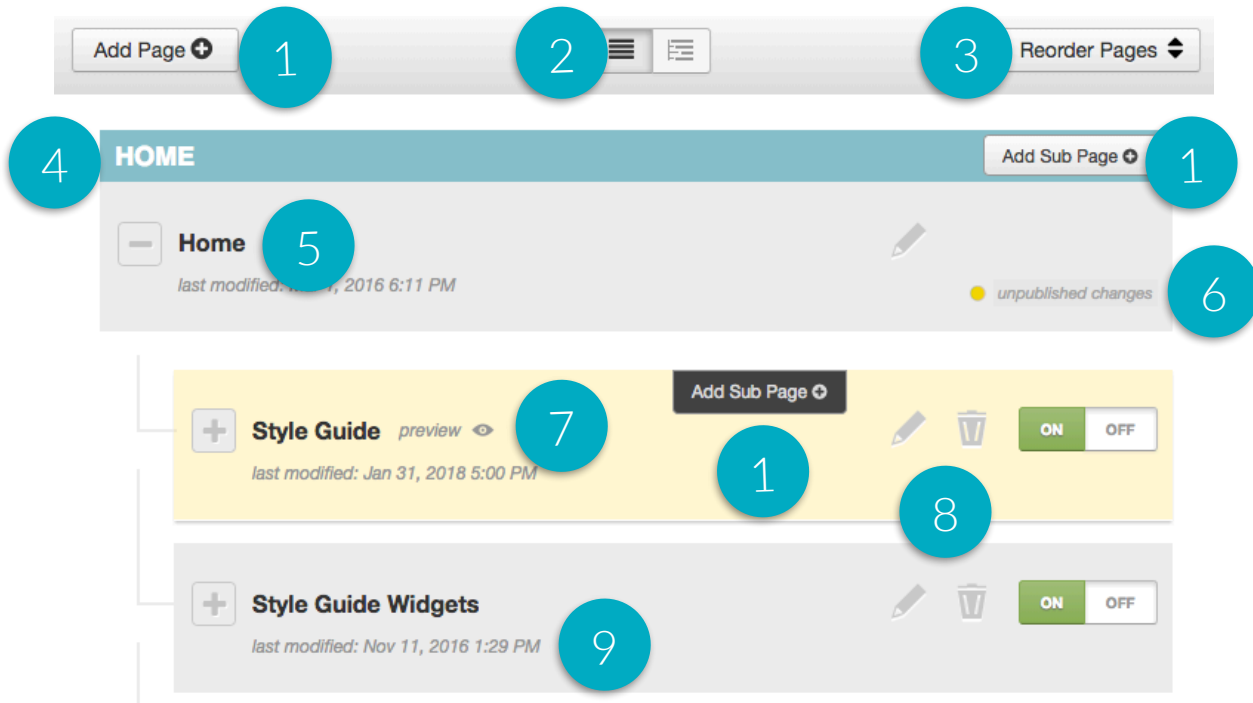 Add Page 1 2 3 Reorder Pages
4 HOME Add Sub Page 1
Home 5
last modified: , 2016 6:11 PM
unpublished changes 6
Add Sub Page
Style Guide preview 7 ON OFF
last modified: Jan 31, 2018 5:00 PM
1 8
Style Guide Widgets ON OFF
last modified: Nov 11, 2016 1:29 PM 9